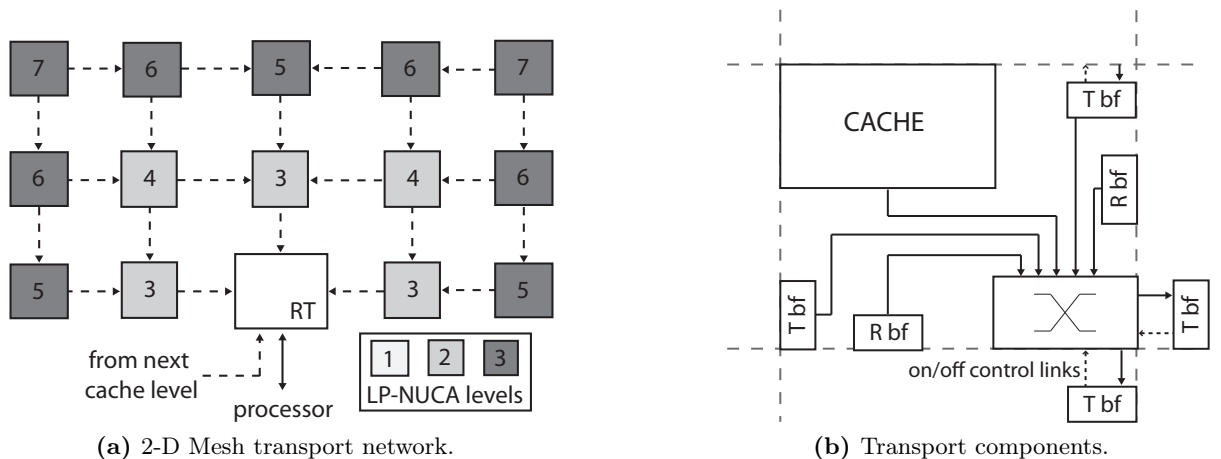 7 6 5 6 7
6 4 3 4 6
5 3 RT 3 5
from next
cache level
processor
1 2 3
LP-NUCA levels
(a) 2-D Mesh transport network.
T bf
CACHE
R bf
T bf
R bf
T bf
on/off control links
T bf
(b) Transport components.